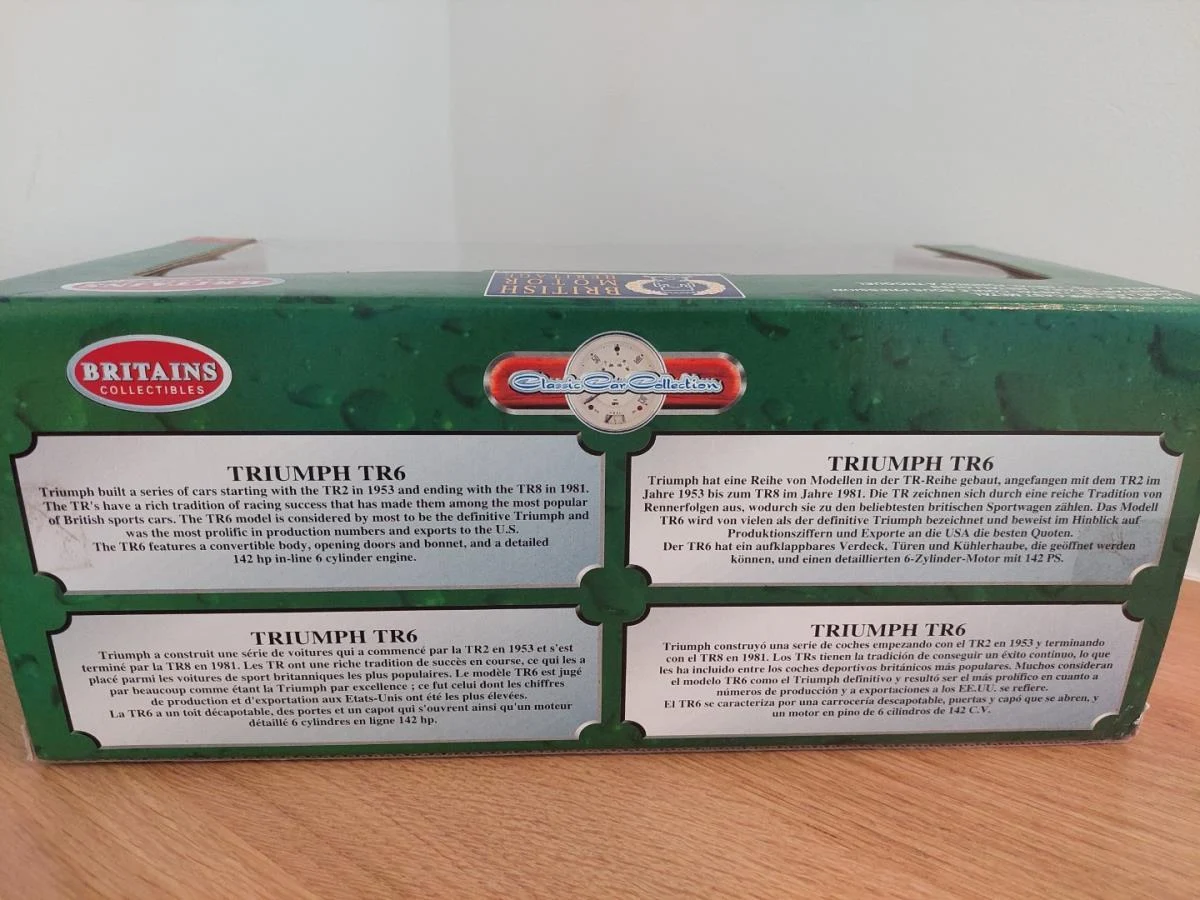 BRITAINS
BRITISH
MOTOR
HERITAGE
BRITAINS
COLLECTIBLES
Classic Car Collection
TRIUMPH TR6
Triumph built a series of cars starting with the TR2 in 1953 and ending with the TR8 in 1981.
The TR's have a rich tradition of racing success that has made them among the most popular
of British sports cars. The TR6 model is considered by most to be the definitive Triumph and
was the most prolific in production numbers and exports to the U.S.
The TR6 features a convertible body, opening doors and bonnet, and a detailed
142 hp in-line 6 cylinder engine.
TRIUMPH TR6
Triumph hat eine Reihe von Modellen in der TR-Reihe gebaut, angefangen mit dem TR2 im
Jahre 1953 bis zum TR8 im Jahre 1981. Die TR zeichnen sich durch eine reiche Tradition von
Rennerfolgen aus, wodurch sie zu den beliebtesten britischen Sportwagen zählen. Das Modell
TR6 wird von vielen als der definitive Triumph bezeichnet und beweist im Hinblick auf
Produktionsziffern und Exporte an die USA die besten Quoten.
Der TR6 hat ein aufklappbares Verdeck, Türen und Kühlerhaube, die geöffnet werden
können, und einen detaillierten 6-Zylinder-Motor mit 142 PS.
TRIUMPH TR6
Triumph a construit une série de voitures qui a commencé par la TR2 en 1953 et s'est
terminé par la TR8 en 1981. Les TR ont une riche tradition de succès en course, ce qui les a
placé parmi les voitures de sport britanniques les plus populaires. Le modèle TR6 est jugé
par beaucoup comme étant la Triumph par excellence ; ce fut celui dont les chiffres
de production et d'exportation aux Etats-Unis ont été les plus élevées.
La TR6 a un toit décapotable, des portes et un capot qui s'ouvrent ainsi qu'un moteur
détaillé 6 cylindres en ligne 142 hp.
TRIUMPH TR6
Triumph construyó una serie de coches empezando con el TR2 en 1953 y terminando
con el TR8 en 1981. Los TRs tienen la tradición de conseguir un éxito continuo, lo que
les ha incluido entre los coches deportivos británicos más populares. Muchos consideran
el modelo TR6 como el Triumph definitivo y resultó ser el más prolífico en cuanto a
números de producción y a exportaciones a los EE.UU. se refiere.
El TR6 se caracteriza por una carrocería descapotable, puertas y capó que se abren, y
un motor en pino de 6 cilindros de 142 C.V.